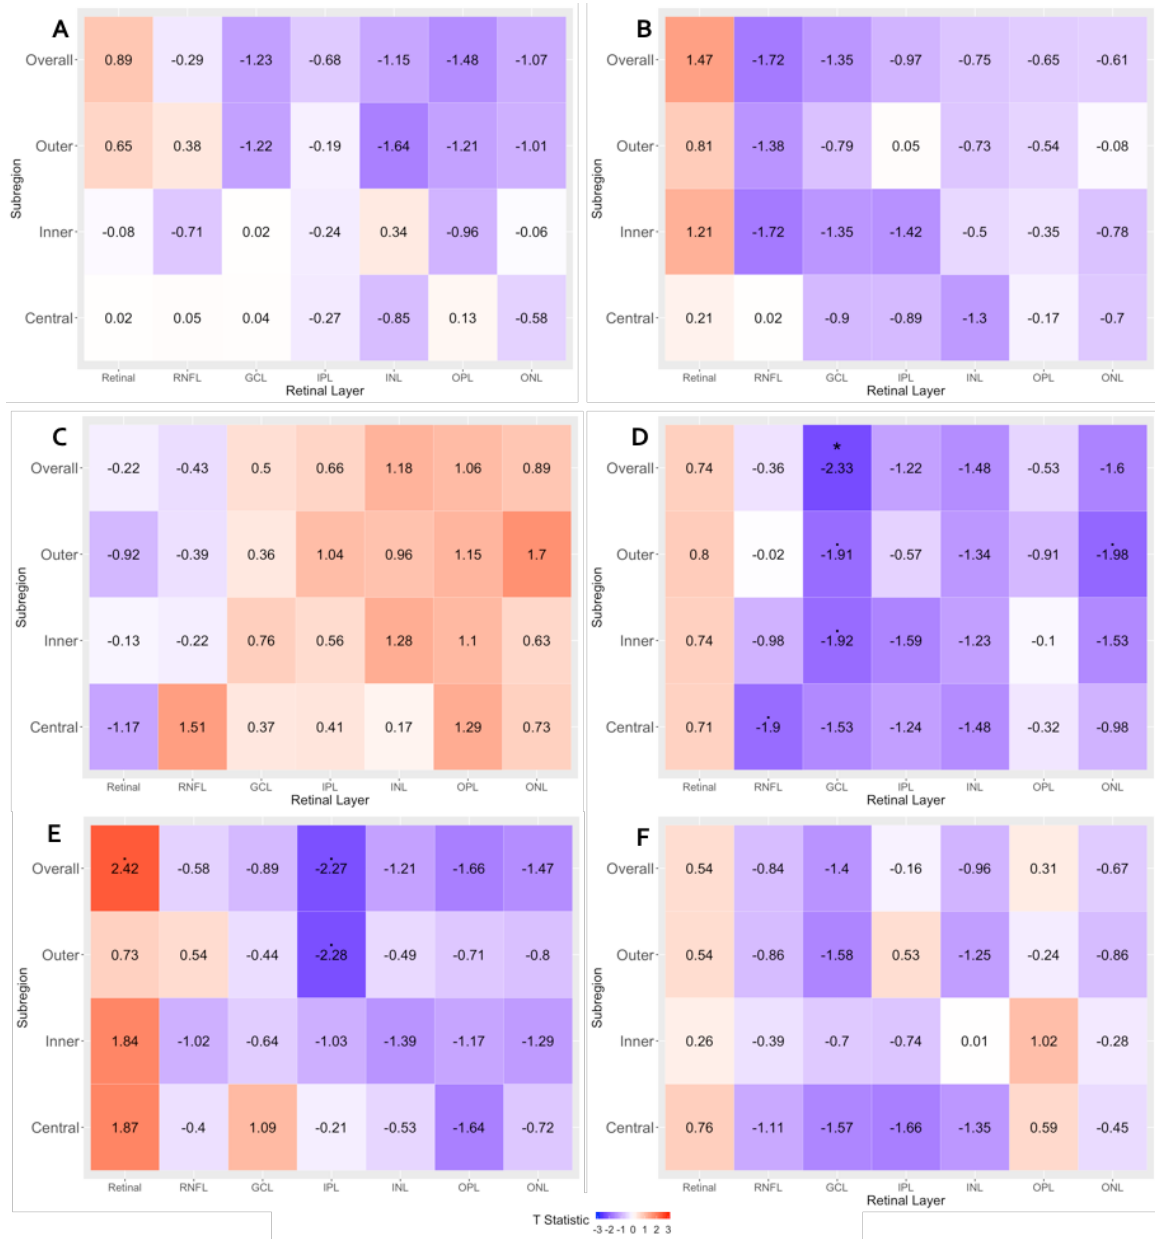 A
Overall 0.89 -0.29 -1.23 -0.68 -1.15 -1.48 -1.07
Outer 0.65 0.38 -1.22 -0.19 -1.64 -1.21 -1.01
Inner -0.08 -0.71 0.02 -0.24 0.34 -0.96 -0.06
Central 0.02 0.05 0.04 -0.27 -0.85 0.13 -0.58
Subregion
Retinal RNFL GCL IPL INL OPL ONL
Retinal Layer
B
Overall 1.47 -1.72 -1.35 -0.97 -0.75 -0.65 -0.61
Outer 0.81 -1.38 -0.79 0.05 -0.73 -0.54 -0.08
Inner 1.21 -1.72 -1.35 -1.42 -0.5 -0.35 -0.78
Central 0.21 0.02 -0.9 -0.89 -1.3 -0.17 -0.7
Subregion
Retinal RNFL GCL IPL INL OPL ONL
Retinal Layer
C
Overall -0.22 -0.43 0.5 0.66 1.18 1.06 0.89
Outer -0.92 -0.39 0.36 1.04 0.96 1.15 1.7
Inner -0.13 -0.22 0.76 0.56 1.28 1.1 0.63
Central -1.17 1.51 0.37 0.41 0.17 1.29 0.73
Subregion
Retinal RNFL GCL IPL INL OPL ONL
Retinal Layer
D
*
Overall 0.74 -0.36 -2.33 -1.22 -1.48 -0.53 -1.6
. .
Outer 0.8 -0.02 -1.91 -0.57 -1.34 -0.91 -1.98
.
Inner 0.74 -0.98 -1.92 -1.59 -1.23 -0.1 -1.53
.
Central 0.71 -1.9 -1.53 -1.24 -1.48 -0.32 -0.98
Subregion
Retinal RNFL GCL IPL INL OPL ONL
Retinal Layer
E
. .
Overall 2.42 -0.58 -0.89 -2.27 -1.21 -1.66 -1.47
.
Outer 0.73 0.54 -0.44 -2.28 -0.49 -0.71 -0.8
Inner 1.84 -1.02 -0.64 -1.03 -1.39 -1.17 -1.29
Central 1.87 -0.4 1.09 -0.21 -0.53 -1.64 -0.72
Subregion
Retinal RNFL GCL IPL INL OPL ONL
F
Overall 0.54 -0.84 -1.4 -0.16 -0.96 0.31 -0.67
Outer 0.54 -0.86 -1.58 0.53 -1.25 -0.24 -0.86
Inner 0.26 -0.39 -0.7 -0.74 0.01 1.02 -0.28
Central 0.76 -1.11 -1.57 -1.66 -1.35 0.59 -0.45
Subregion
Retinal RNFL GCL IPL INL OPL ONL
Retinal Layer
T Statistic
-3 -2 -1 0 1 2 3